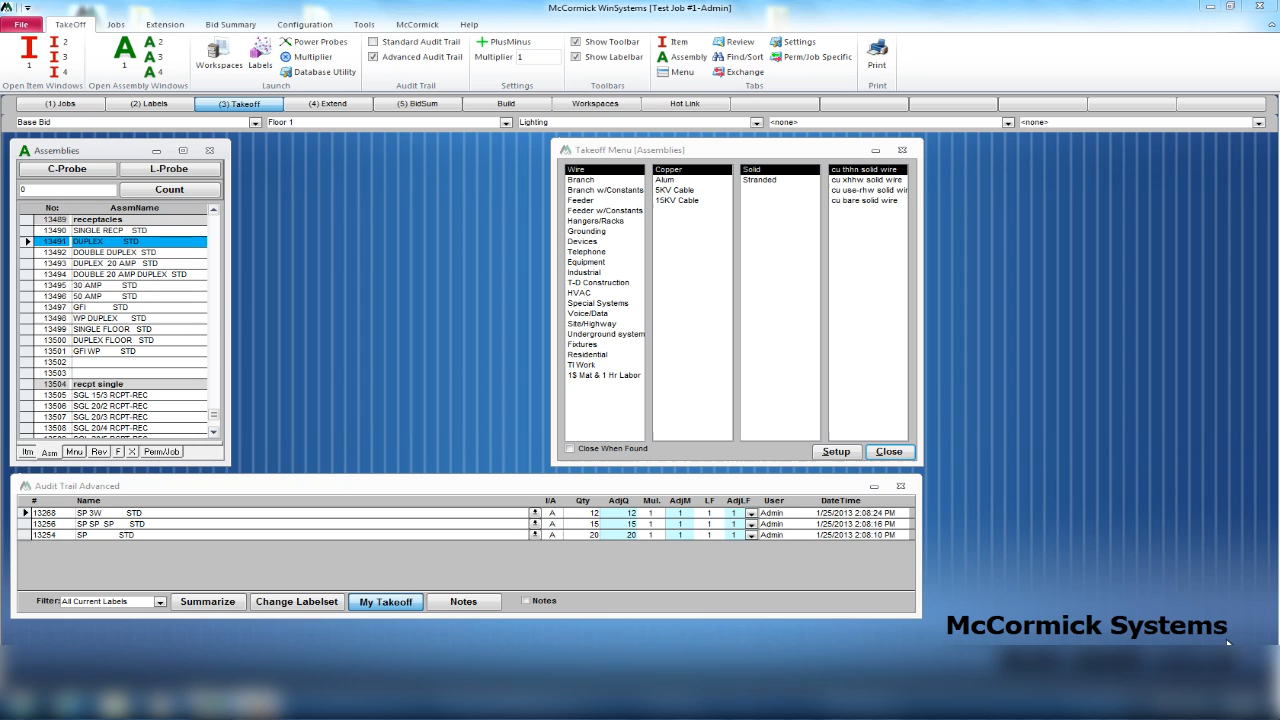 McCormick WinSystems [Test Job #1-Admin]
File TakeOff Jobs Extension Bid Summary Configuration Tools McCormick Help
I 1 I 2 I 3 I 4
Open Item Windows
A 1 A 2 A 3 A 4
Open Assembly Windows
Workspaces Labels
Power Probes
Multiplier
Database Utility
Launch
Standard Audit Trail
Advanced Audit Trail
Audit Trail
PlusMinus
Multiplier 1
Settings
Show Toolbar
Show Labelbar
Toolbars
Item Review Settings
Assembly Find/Sort Perm/Job Specific
Menu Exchange
Tabs
Print
Print
(1) Jobs (2) Labels (3) Takeoff (4) Extend (5) BidSum Build Workspaces Hot Link
Base Bid Floor 1 Lighting <none> <none>
A Assemblies
C-Probe L-Probe
0 Count
No: AssmName
13489 receptacles
13490 SINGLE RECP STD
13491 DUPLEX STD
13492 DOUBLE DUPLEX STD
13493 DUPLEX 20 AMP STD
13494 DOUBLE 20 AMP DUPLEX STD
13495 30 AMP STD
13496 50 AMP STD
13497 GFI STD
13498 WP DUPLEX STD
13499 SINGLE FLOOR STD
13500 DUPLEX FLOOR STD
13501 GFI WP STD
13502
13503
13504 recpt single
13505 SGL 15/3 RCPT-REC
13506 SGL 20/2 RCPT-REC
13507 SGL 20/3 RCPT-REC
13508 SGL 20/4 RCPT-REC
Itm Asm Mnu Rev F X Perm/Job
Takeoff Menu [Assemblies]
Wire Copper Solid cu thhn solid wire
Branch Alum Stranded cu xhhw solid wire
Branch w/Constants 5KV Cable cu use-rhw solid wir
Feeder 15KV Cable cu bare solid wire
Feeder w/Constants
Hangers/Racks
Grounding
Devices
Telephone
Equipment
Industrial
T-D Construction
HVAC
Special Systems
Voice/Data
Site/Highway
Underground system
Fixtures
Residential
TI Work
1$ Mat & 1 Hr Labor
Close When Found Setup Close
Audit Trail Advanced
# Name I/A Qty AdjQ Mul. AdjM LF AdjLF User DateTime
13268 SP 3W STD A 12 12 1 1 1 1 Admin 1/25/2013 2:08:24 PM
13256 SP SP SP STD A 15 15 1 1 1 1 Admin 1/25/2013 2:08:16 PM
13254 SP STD A 20 20 1 1 1 1 Admin 1/25/2013 2:08:10 PM
Filter: All Current Labels Summarize Change Labelset My Takeoff Notes Notes
McCormick Systems